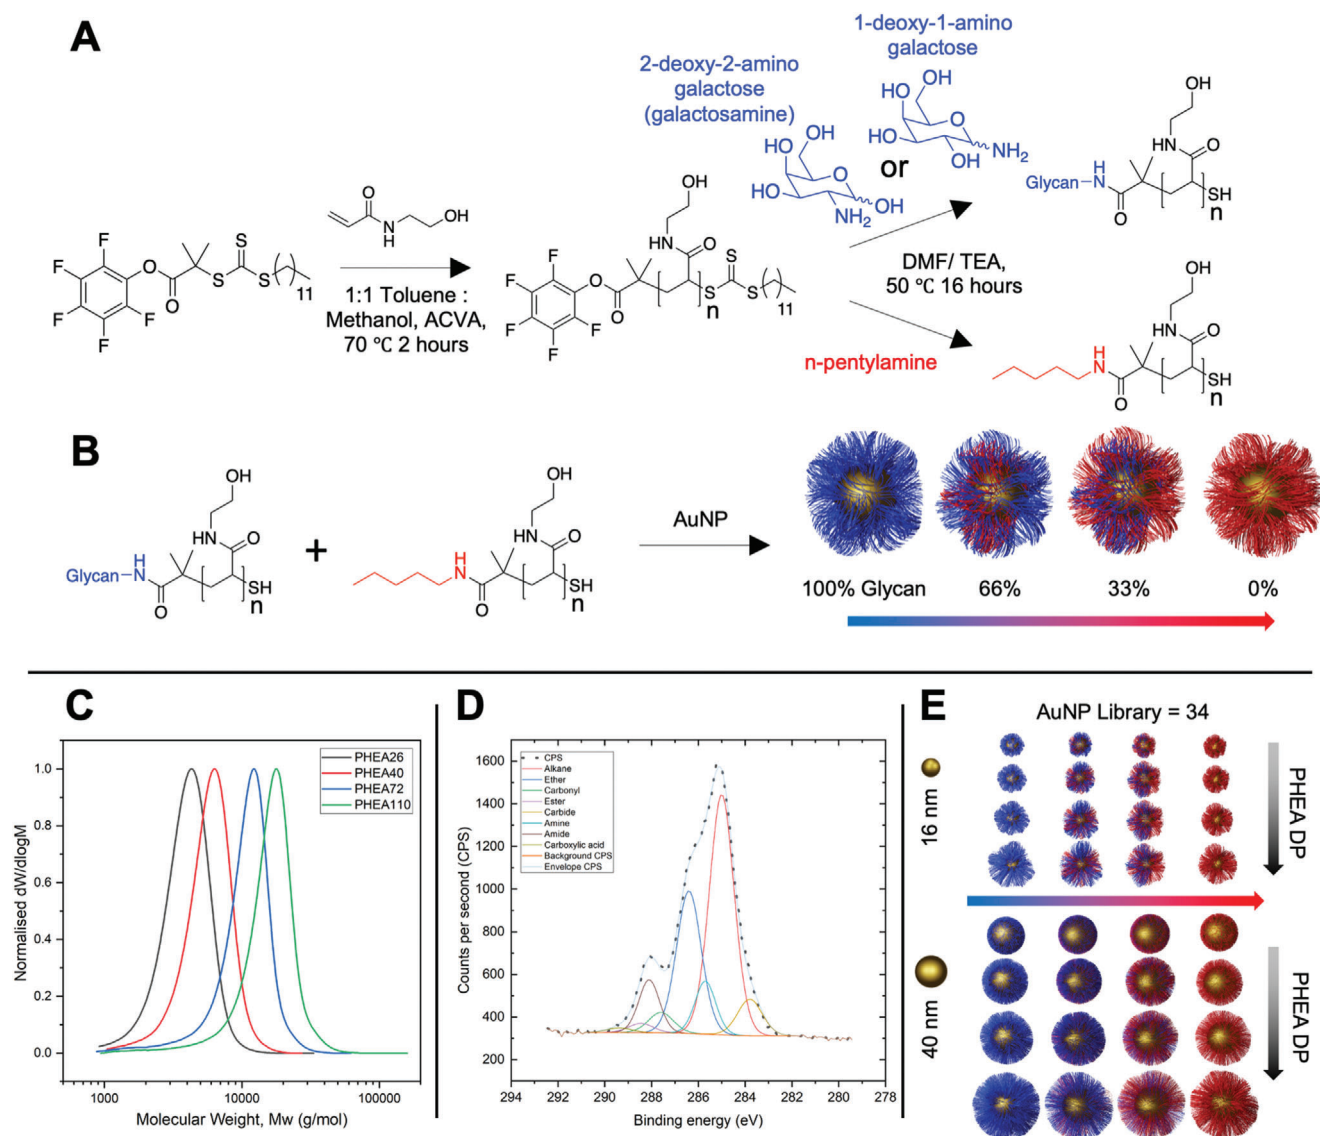 A
1-deoxy-1-amino
galactose
2-deoxy-2-amino
galactose
(galactosamine)
OH
HO
HO
O
OH
NH2
or
OH
HO
HO
O
NH2
OH
O
N
H
OH
1:1 Toluene :
Methanol, ACVA,
70 ℃ 2 hours
F
F
F
F
F
O
O
S
S
S
11
OH
HN
O
F
F
F
F
F
O
O
n
S
S
S
11
DMF/ TEA,
50 ℃ 16 hours
n-pentylamine
OH
HN
O
Glycan
H
N
O
n
SH
OH
HN
O
H
N
O
n
SH
B
OH
HN
O
Glycan
H
N
O
n
SH
+
OH
HN
O
H
N
O
n
SH
AuNP
100% Glycan
66%
33%
0%
C
Normalised dW/dlogM
1.0
0.8
0.6
0.4
0.2
0.0
PHEA26
PHEA40
PHEA72
PHEA110
1000
10000
100000
Molecular Weight, Mw (g/mol)
D
Counts per second (CPS)
1600
1400
1200
1000
800
600
400
200
CPS
Alkane
Ether
Carbonyl
Ester
Carbide
Amine
Amide
Carboxylic acid
Background CPS
Envelope CPS
294
292
290
288
286
284
282
280
278
Binding energy (eV)
E
AuNP Library = 34
16 nm
PHEA DP
40 nm
PHEA DP